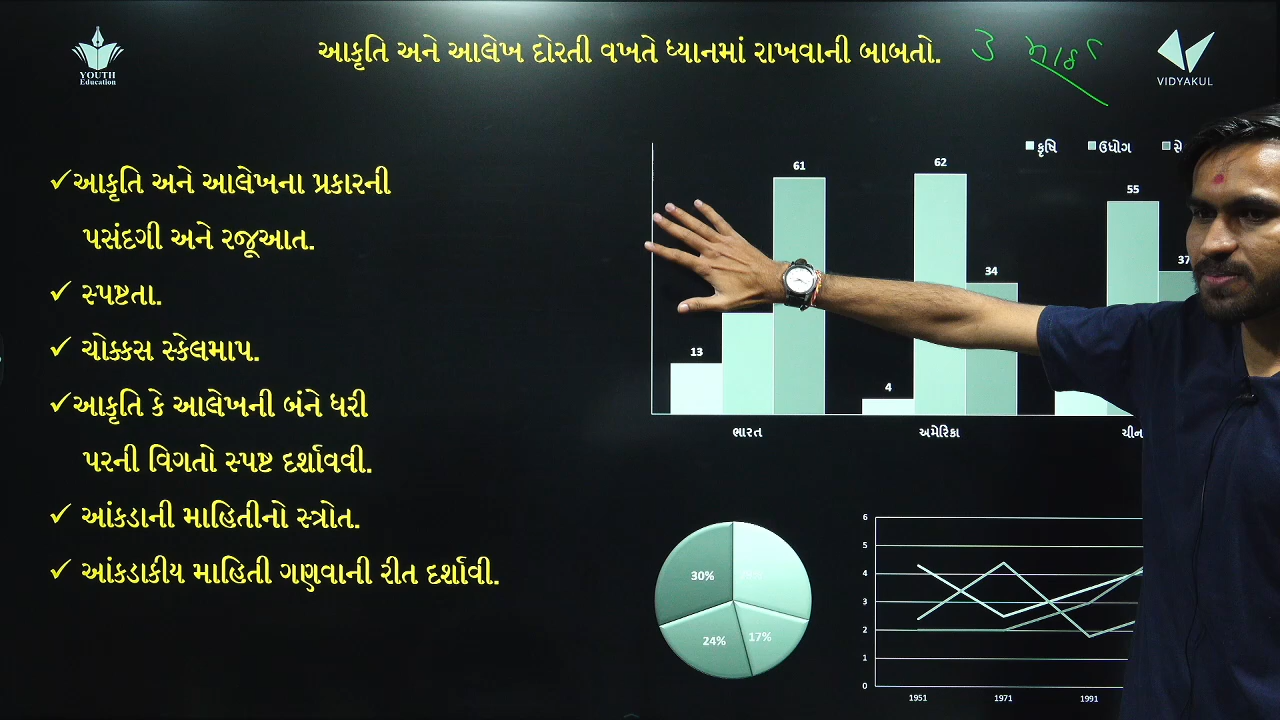 YOUTH
Education
આકૃતિ અને આલેખ દોરતી વખતે ધ્યાનમાં રાખવાની બાબતો.
3 માર્ક
VIDYAKUL
✓આકૃતિ અને આલેખના પ્રકારની
પસંદગી અને રજૂઆત.
✓ સ્પષ્ટતા.
✓ ચોક્કસ સ્કેલમાપ.
✓આકૃતિ કે આલેખની બંને ધરી
પરની વિગતો સ્પષ્ટ દર્શાવવી.
✓ આંકડાની માહિતીનો સ્ત્રોત.
✓ આંકડાકીય માહિતી ગણવાની રીત દર્શાવી.
કૃષિ ઉધોગ સે
61 62 55
34 37
13 4
ભારત અમેરિકા ચીન
30% 24% 17%
6
5
4
3
2
1
0
1951 1971 1991